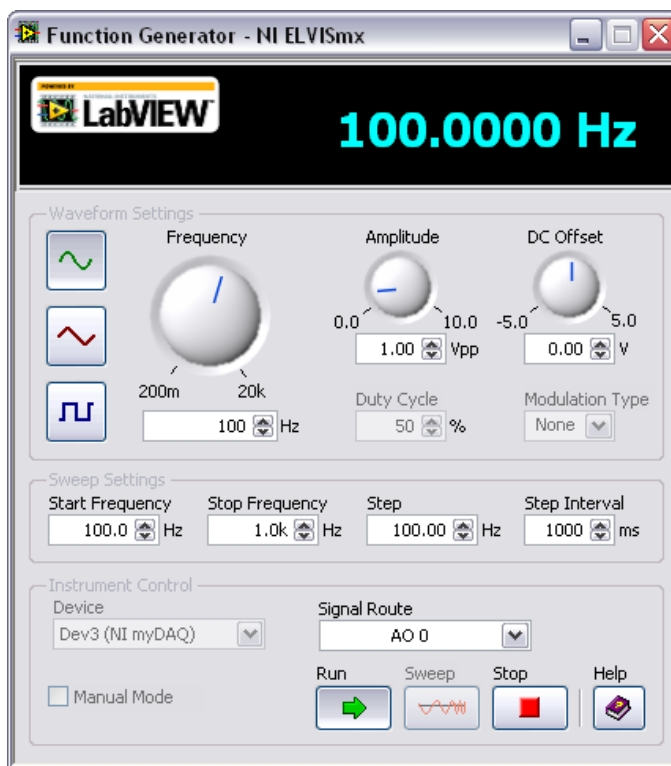 Function Generator - NI ELVISmx
POWERED BY
NATIONAL INSTRUMENTS
LabVIEW™
100.0000 Hz
Waveform Settings
Frequency Amplitude DC Offset
0.0 10.0 -5.0 5.0
1.00 Vpp 0.00 V
200m 20k Duty Cycle Modulation Type
100 Hz 50 % None
Sweep Settings
Start Frequency Stop Frequency Step Step Interval
100.0 Hz 1.0k Hz 100.00 Hz 1000 ms
Instrument Control
Device Signal Route
Dev3 (NI myDAQ) AO 0
Run Sweep Stop Help
Manual Mode